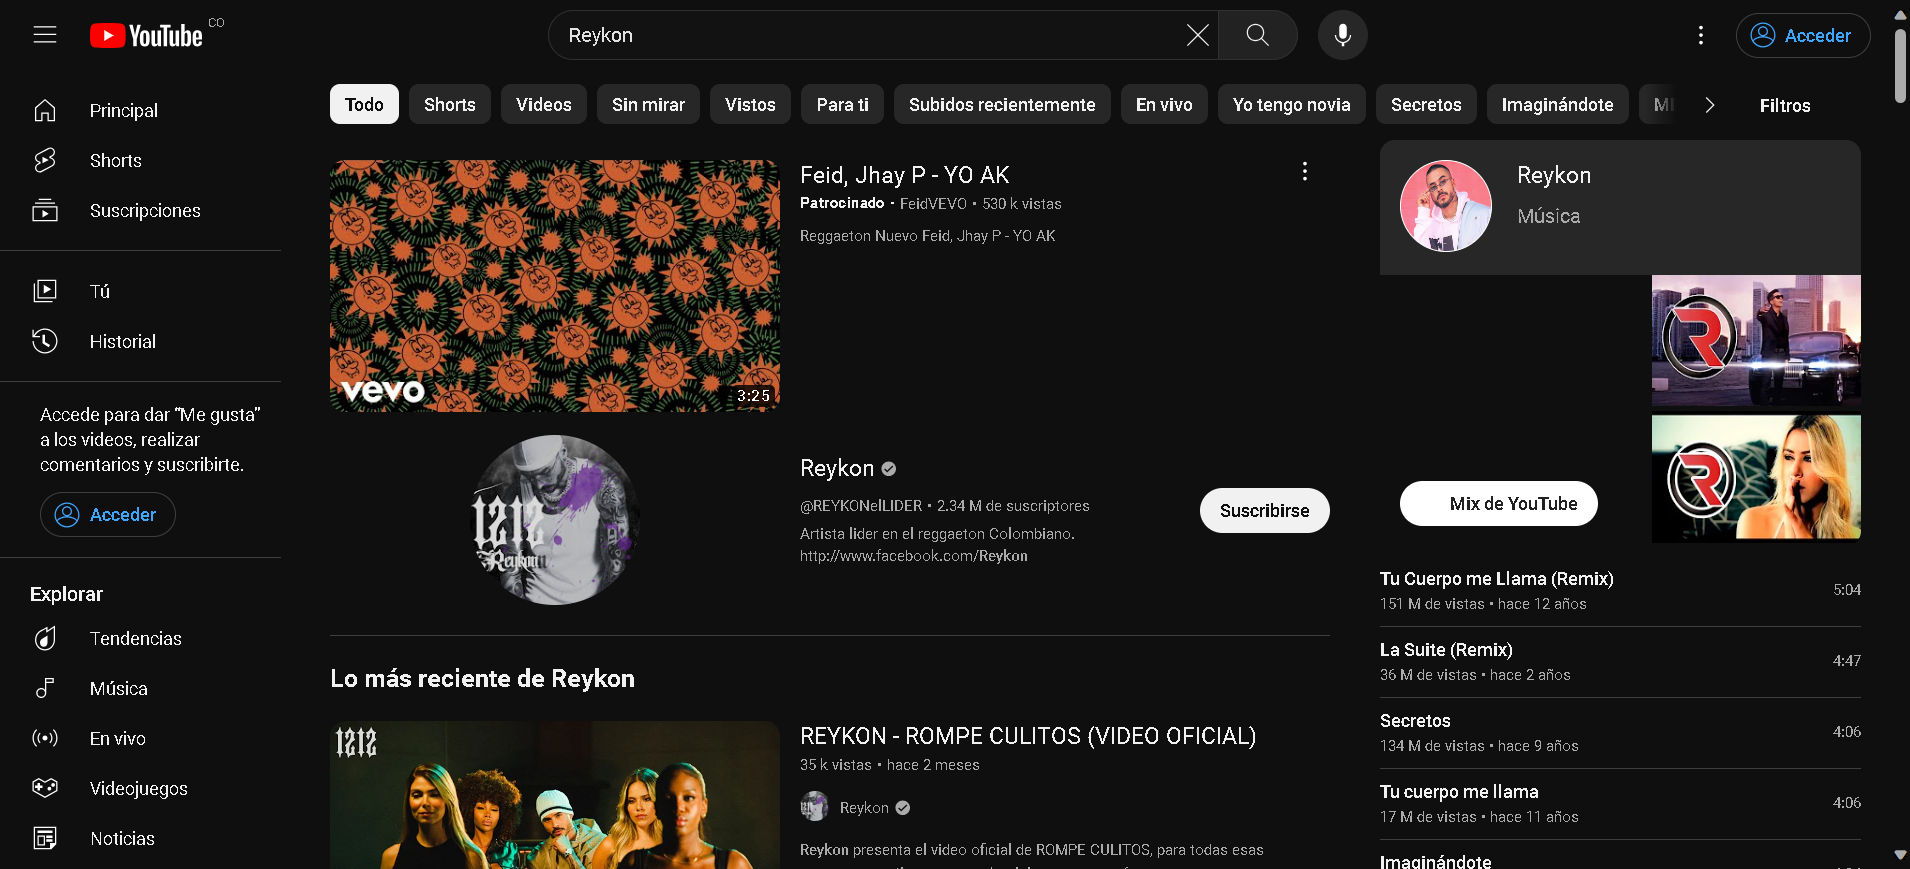 YouTube CO
Reykon
Acceder
Principal
Shorts
Suscripciones
Tú
Historial
Accede para dar “Me gusta”
a los videos, realizar
comentarios y suscribirte.
Acceder
Explorar
Tendencias
Música
En vivo
Videojuegos
Noticias
Todo
Shorts
Videos
Sin mirar
Vistos
Para ti
Subidos recientemente
En vivo
Yo tengo novia
Secretos
Imaginándote
Filtros
vevo
3:25
Feid, Jhay P - YO AK
Patrocinado • FeidVEVO • 530 k vistas
Reggaeton Nuevo Feid, Jhay P - YO AK
1212
Reykon
Reykon
@REYKONelLIDER • 2.34 M de suscriptores
Artista lider en el reggaeton Colombiano.
http://www.facebook.com/Reykon
Suscribirse
Lo más reciente de Reykon
1212
REYKON - ROMPE CULITOS (VIDEO OFICIAL)
35 k vistas • hace 2 meses
Reykon
Reykon presenta el video oficial de ROMPE CULITOS, para todas esas
Reykon
Música
R
R
Mix de YouTube
Tu Cuerpo me Llama (Remix)
151 M de vistas • hace 12 años
5:04
La Suite (Remix)
36 M de vistas • hace 2 años
4:47
Secretos
134 M de vistas • hace 9 años
4:06
Tu cuerpo me llama
17 M de vistas • hace 11 años
4:06
Imaginándote